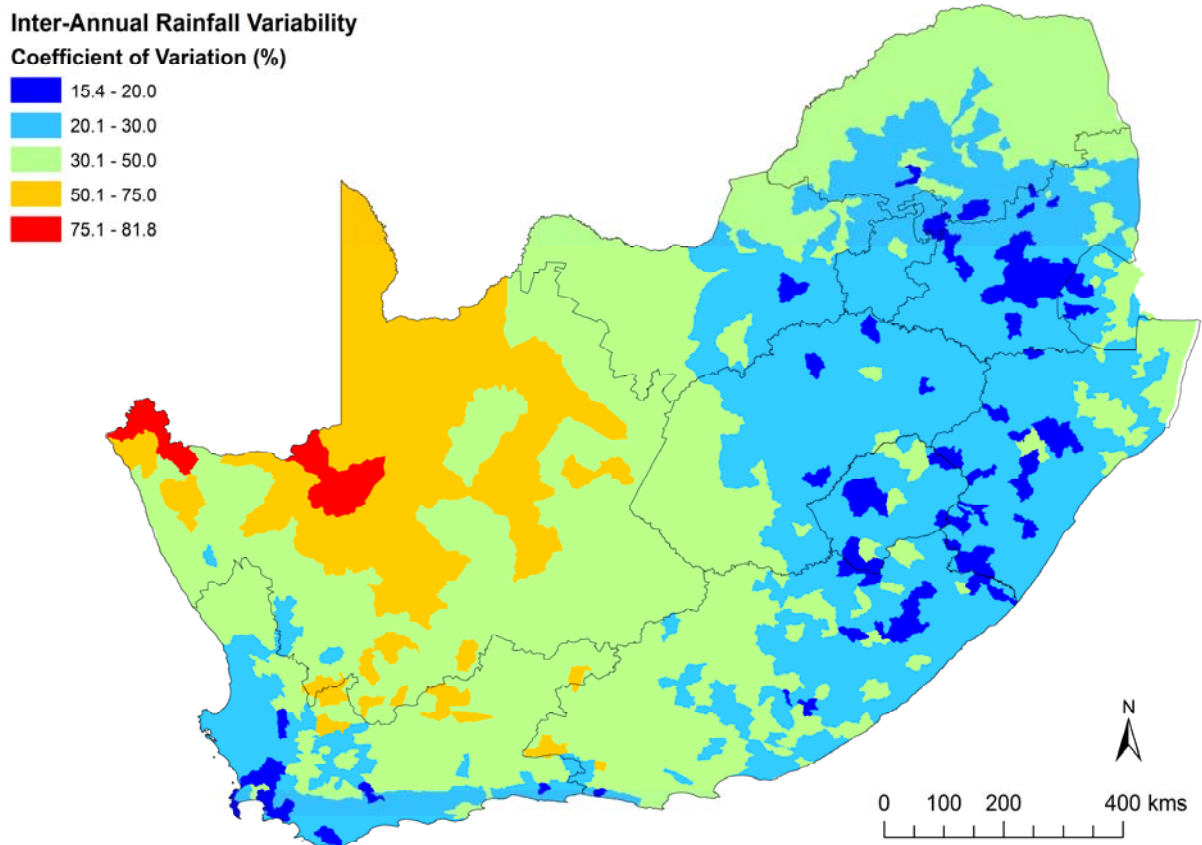 Inter-Annual Rainfall Variability
Coefficient of Variation (%)
15.4 - 20.0
20.1 - 30.0
30.1 - 50.0
50.1 - 75.0
75.1 - 81.8
N
0 100 200 400 kms